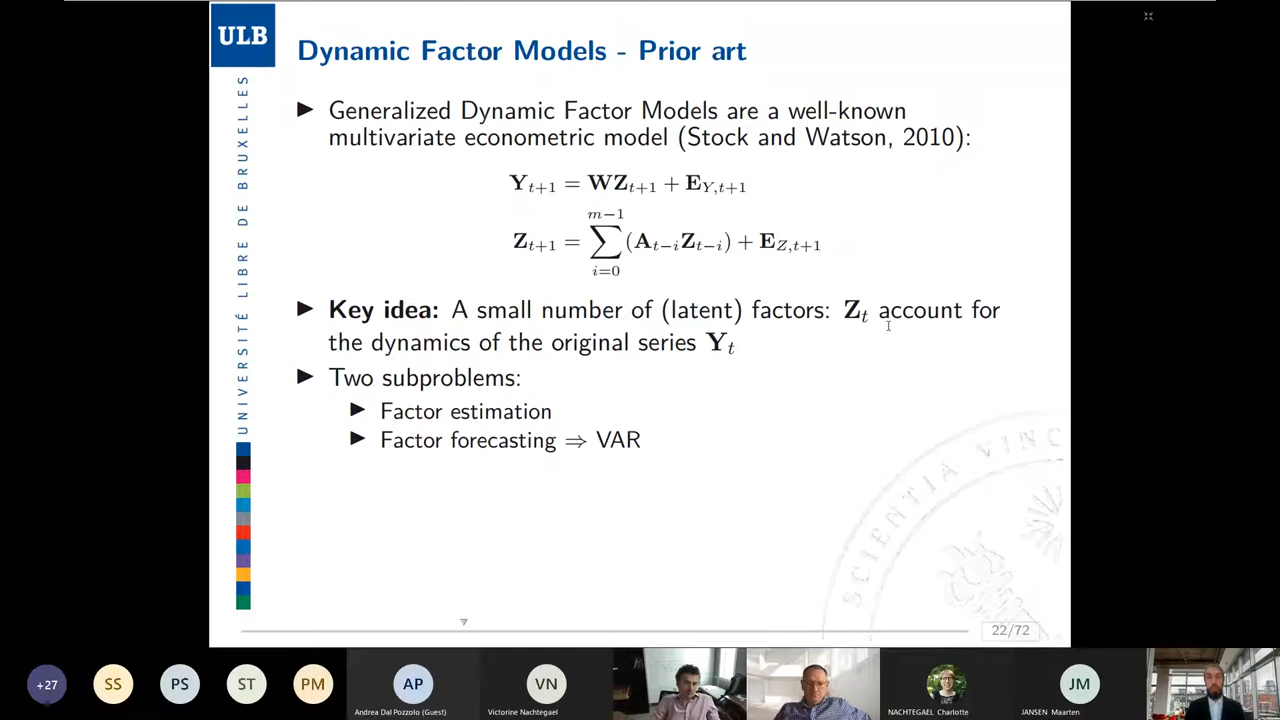 ULB
UNIVERSITÉ LIBRE DE BRUXELLES
Dynamic Factor Models - Prior art
▶ Generalized Dynamic Factor Models are a well-known
multivariate econometric model (Stock and Watson, 2010):
Y_{t+1} = WZ_{t+1} + E_{Y,t+1}
Z_{t+1} = \sum_{i=0}^{m-1} (A_{t-i}Z_{t-i}) + E_{Z,t+1}
▶ Key idea: A small number of (latent) factors: Z_t account for
the dynamics of the original series Y_t
▶ Two subproblems:
▶ Factor estimation
▶ Factor forecasting ⇒ VAR
SCIENTIA VINC
22/72
+27
SS
PS
ST
PM
AP
Andrea Dal Pozzolo (Guest)
VN
Victorine Nachtegael
NACHTEGAEL Charlotte
JM
JANSEN Maarten